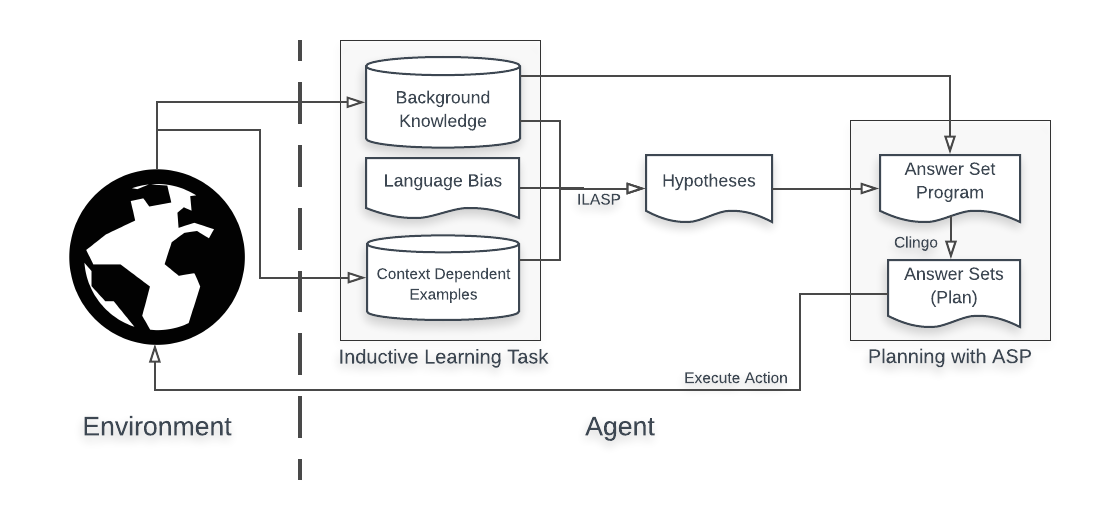 Background
Knowledge
Language Bias
Context Dependent
Examples
Inductive Learning Task
ILASP
Hypotheses
Answer Set
Program
Clingo
Answer Sets
(Plan)
Planning with ASP
Execute Action
Environment
Agent